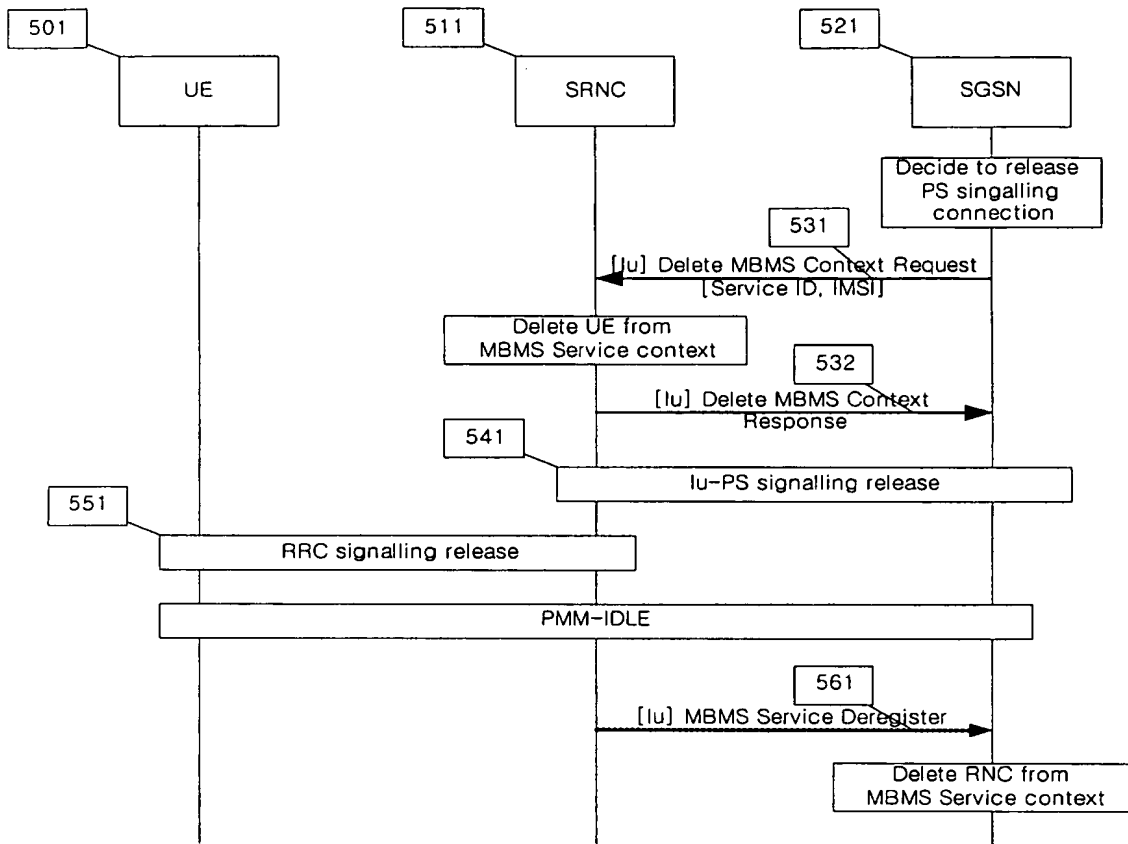 501
511
521
UE
SRNC
SGSN
Decide to release
PS singalling
connection
531
[Iu] Delete MBMS Context Request
[Service ID, IMSI]
Delete UE from
MBMS Service context
532
[Iu] Delete MBMS Context
Response
541
Iu-PS signalling release
551
RRC signalling release
PMM-IDLE
561
[Iu] MBMS Service Deregister
Delete RNC from
MBMS Service context